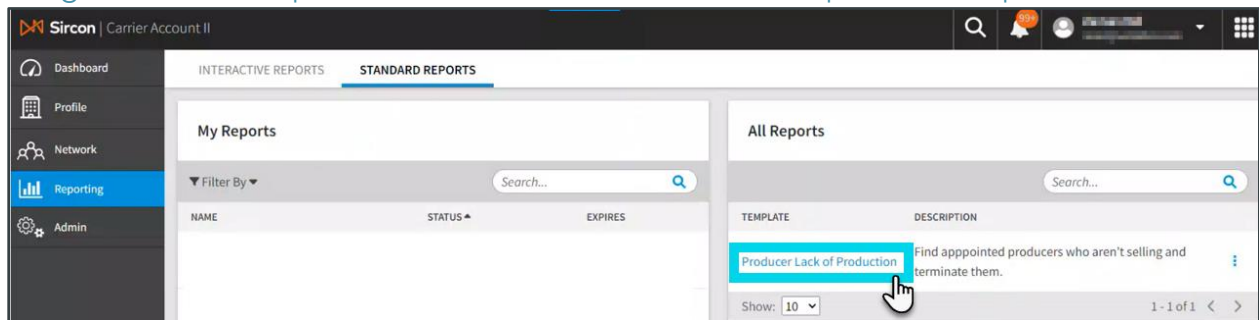 Sircon | Carrier Account II
99+
Dashboard
INTERACTIVE REPORTS STANDARD REPORTS
Profile
My Reports
All Reports
Network
Reporting
Filter By
Search...
Search...
Admin
NAME STATUS EXPIRES
TEMPLATE DESCRIPTION
Producer Lack of Production
Find apppointed producers who aren't selling and
terminate them.
Show: 10
1 - 1 of 1